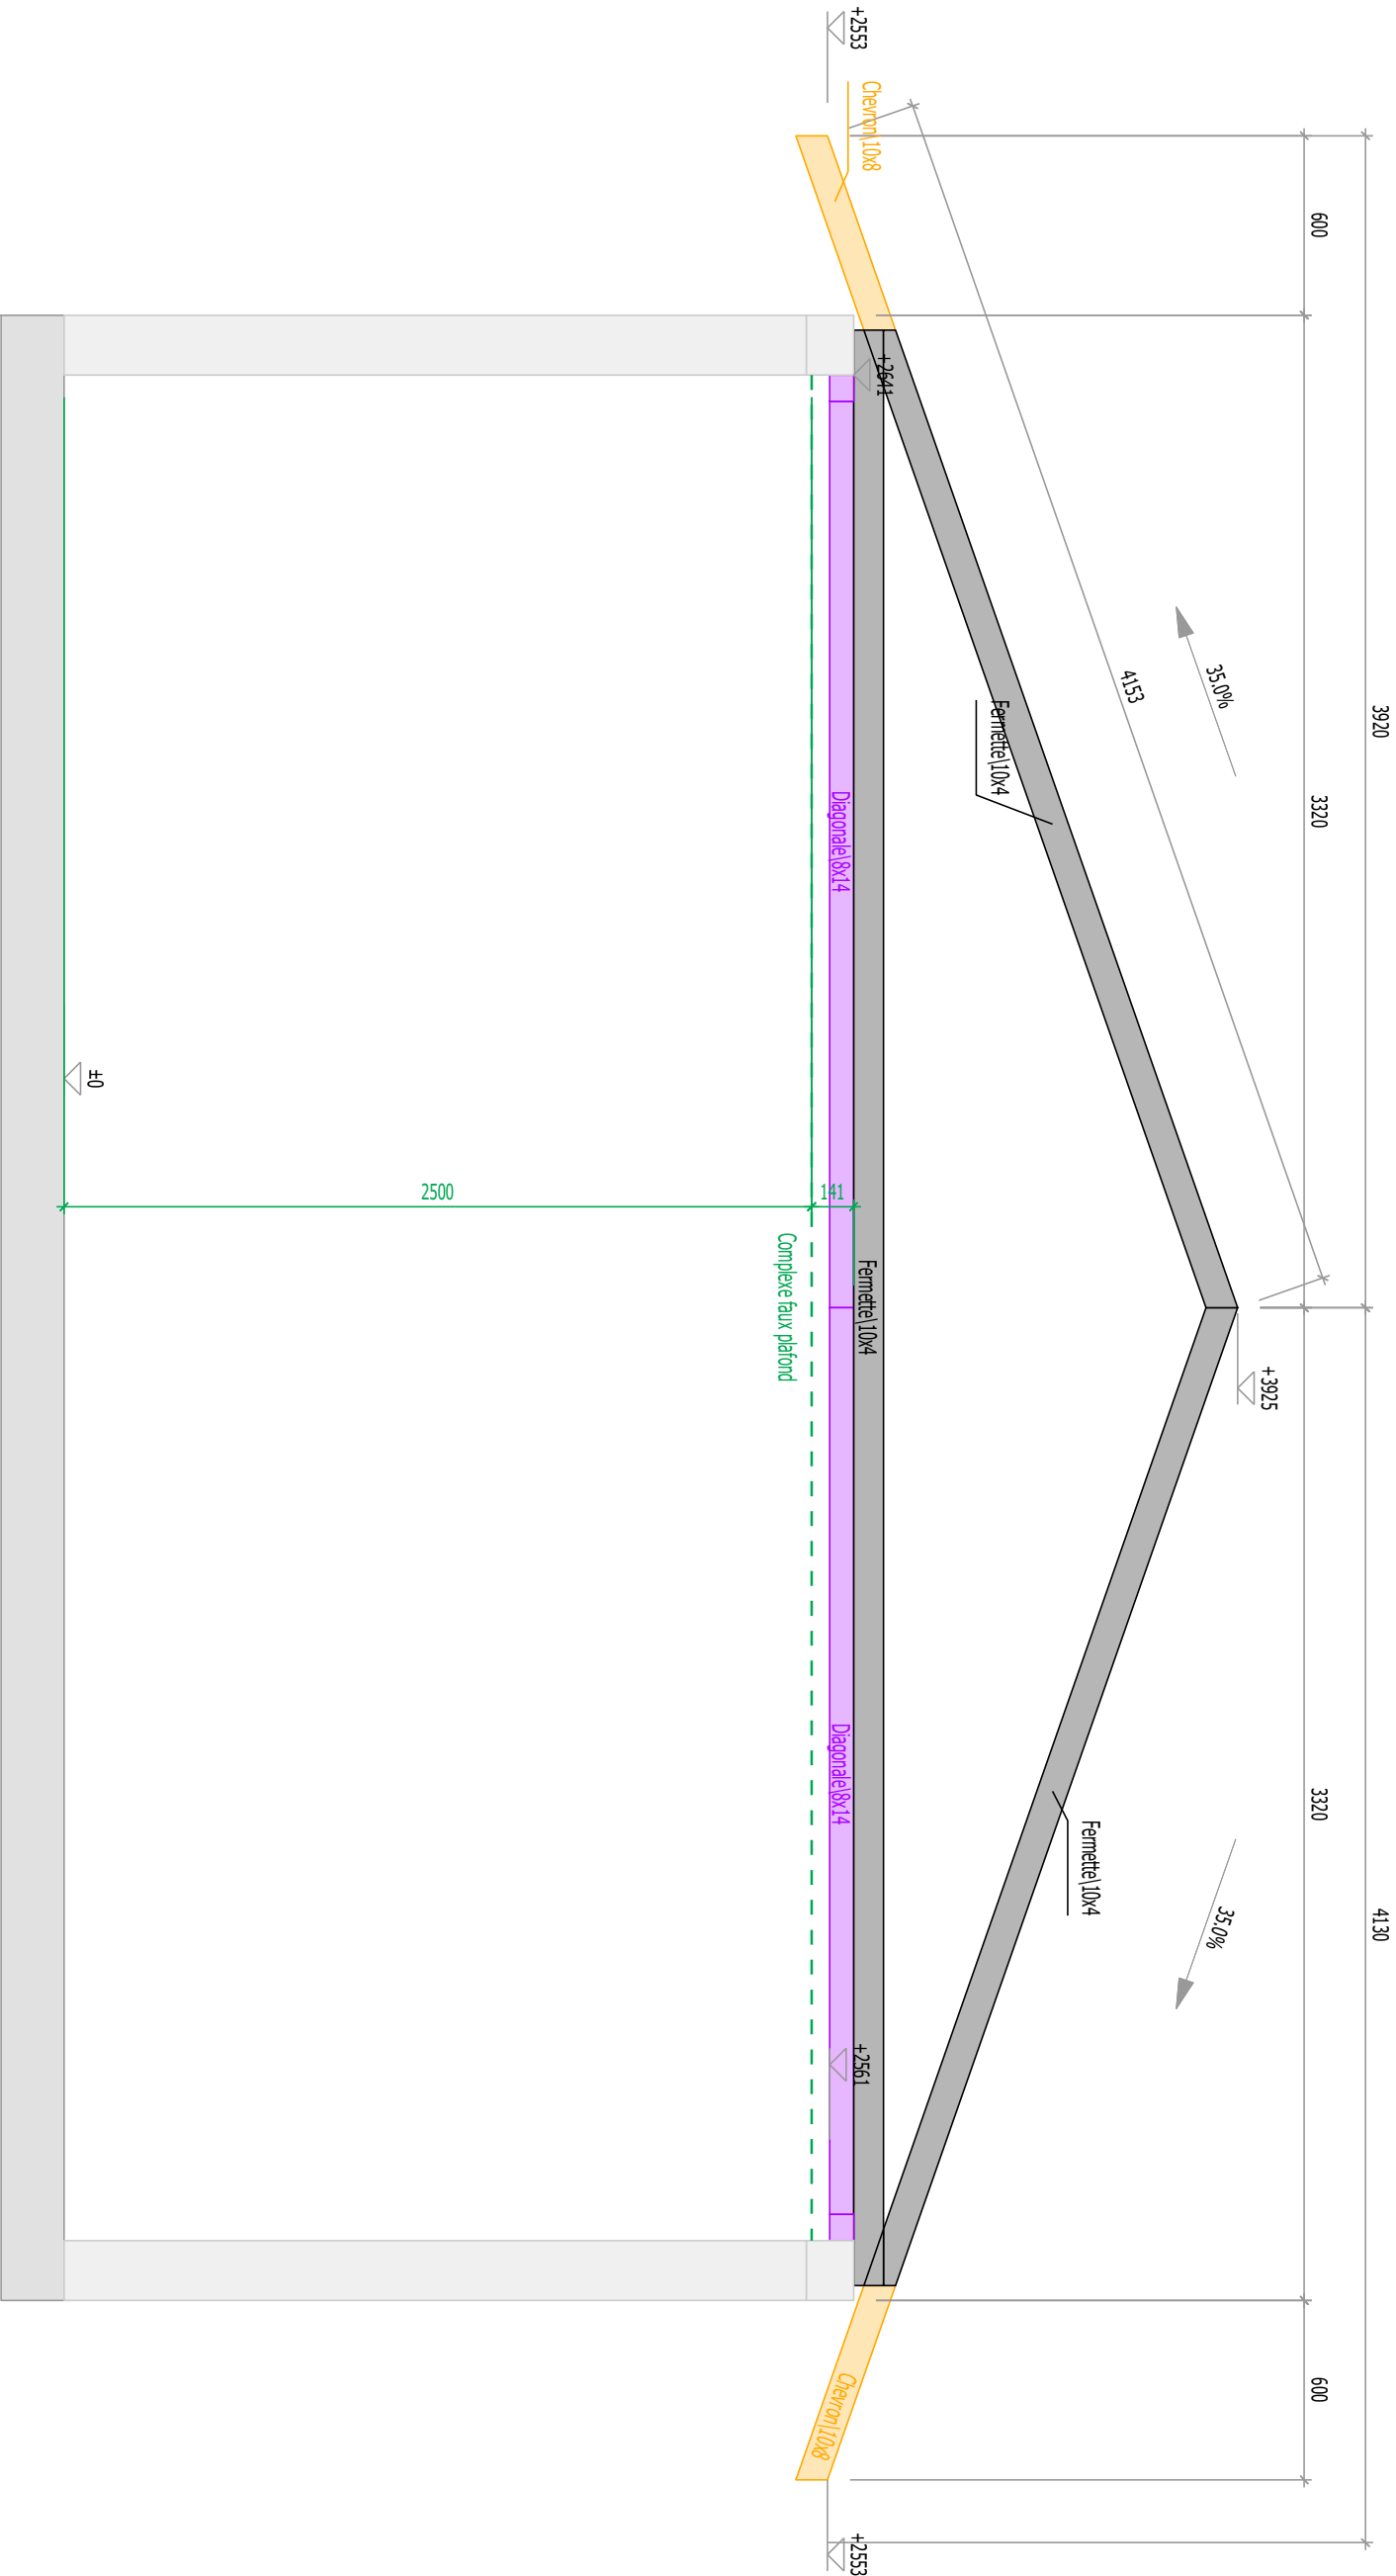 3920
4130
600
3320
3320
600
4153
35.0%
35.0%
+3925
Fermette\10x4
Fermette\10x4
+2553
Chevron\10x8
+2641
Fermette\10x4
+2561
Chevron\10x8
+2553
Diagonale\8x14
141
Diagonale\8x14
Complexe faux plafond
2500
±0